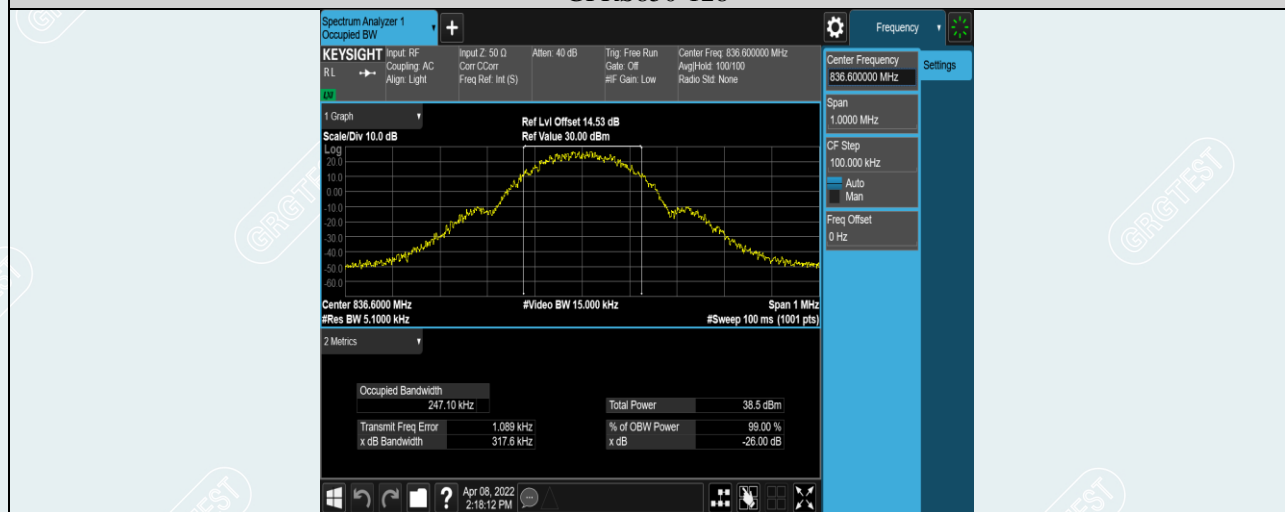 Spectrum Analyzer 1
Occupied BW
+
Frequency
KEYSIGHT
RL
LXI
Input: RF
Coupling: AC
Align: Light
Input Z: 50 Ω
Corr CCorr
Freq Ref: Int (S)
Atten: 40 dB
Trig: Free Run
Gate: Off
#IF Gain: Low
Center Freq: 836.600000 MHz
Avg|Hold: 100/100
Radio Std: None
Center Frequency
836.600000 MHz
Settings
Span
1.0000 MHz
CF Step
100.000 kHz
Auto
Man
Freq Offset
0 Hz
1 Graph
Scale/Div 10.0 dB
Ref Lvl Offset 14.53 dB
Ref Value 30.00 dBm
Log
20.0
10.0
0.00
-10.0
-20.0
-30.0
-40.0
-50.0
-60.0
Center 836.6000 MHz
#Video BW 15.000 kHz
Span 1 MHz
#Res BW 5.1000 kHz
#Sweep 100 ms (1001 pts)
2 Metrics
Occupied Bandwidth
247.10 kHz
Total Power 38.5 dBm
Transmit Freq Error 1.089 kHz
% of OBW Power 99.00 %
x dB Bandwidth 317.6 kHz
x dB -26.00 dB
?
Apr 08, 2022
2:18:12 PM
GRGTEST
GRGTEST
GRGTEST
GRGTEST